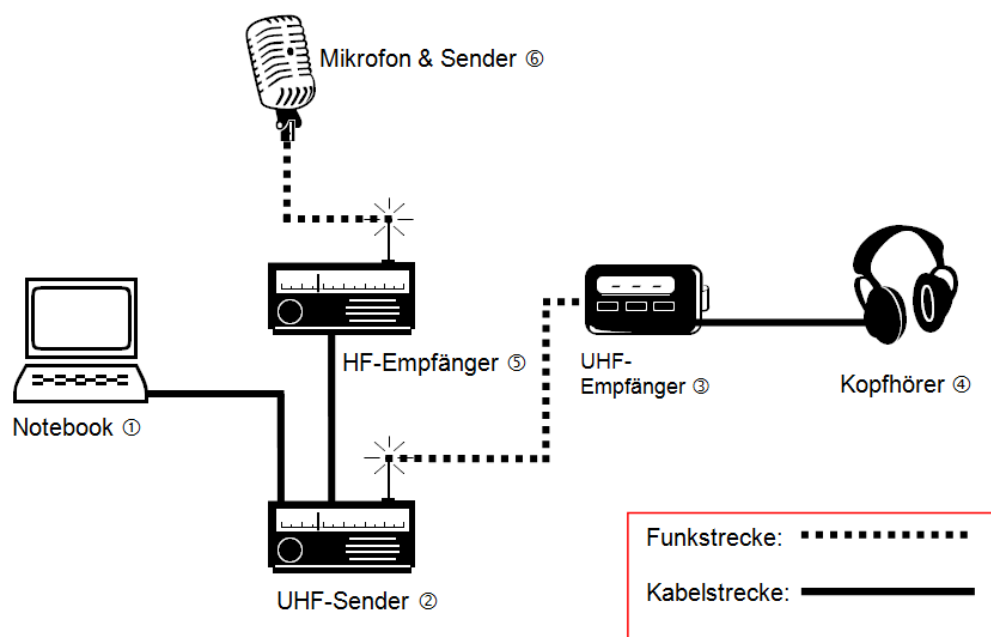 Mikrofon & Sender ⑥
HF-Empfänger ⑤
UHF-
Empfänger ③
Kopfhörer ④
Notebook ①
UHF-Sender ②
Funkstrecke:
Kabelstrecke: